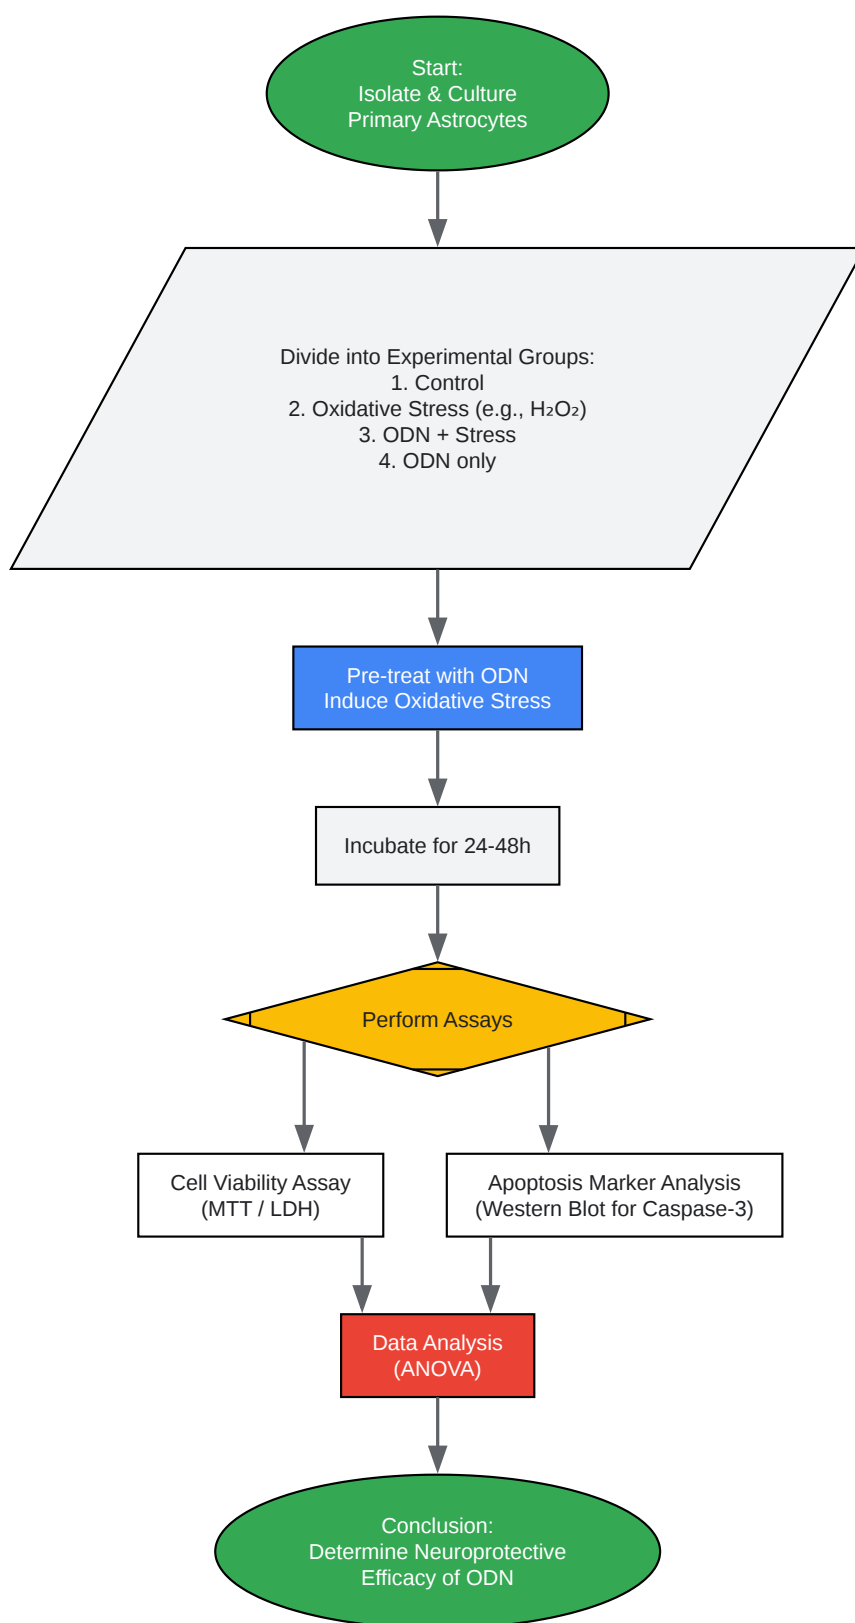 Start:
Isolate & Culture
Primary Astrocytes
Divide into Experimental Groups:
1. Control
2. Oxidative Stress (e.g., H₂O₂)
3. ODN + Stress
4. ODN only
Pre-treat with ODN
Induce Oxidative Stress
Incubate for 24-48h
Perform Assays
Cell Viability Assay
(MTT / LDH)
Apoptosis Marker Analysis
(Western Blot for Caspase-3)
Data Analysis
(ANOVA)
Conclusion:
Determine Neuroprotective
Efficacy of ODN